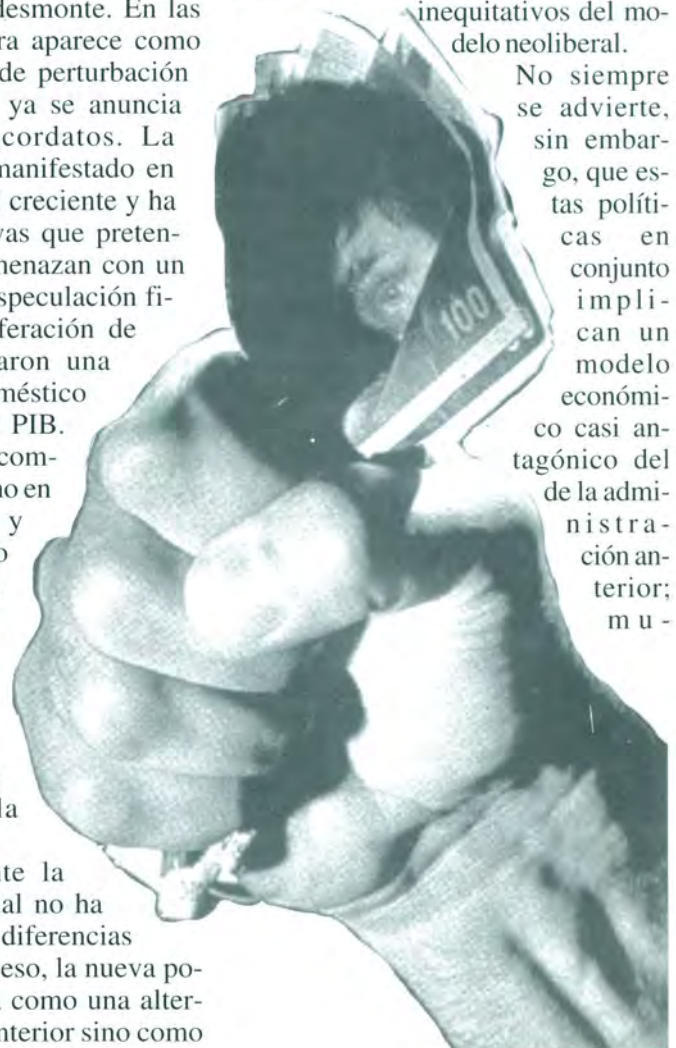 desmonte. En las
ra aparece como
de perturbación
ya se anuncia
cordatos. La
manifestado en
creciente y ha
vas que preten-
menazan con un
speculación fi-
feración de
aron una
méstico
PIB.
com-
no en
y
o
la
nte la
al no ha
diferencias
eso, la nueva po-
como una alter-
nterior sino como
inequitativos del mo-
delo neoliberal.
No siempre
se advierte,
sin embar-
go, que es-
tas políti-
cas en
conjunto
impli-
can un
modelo
económi-
co casi an-
tagónico del
de la admi-
nistra-
ción an-
terior;
mu-
100